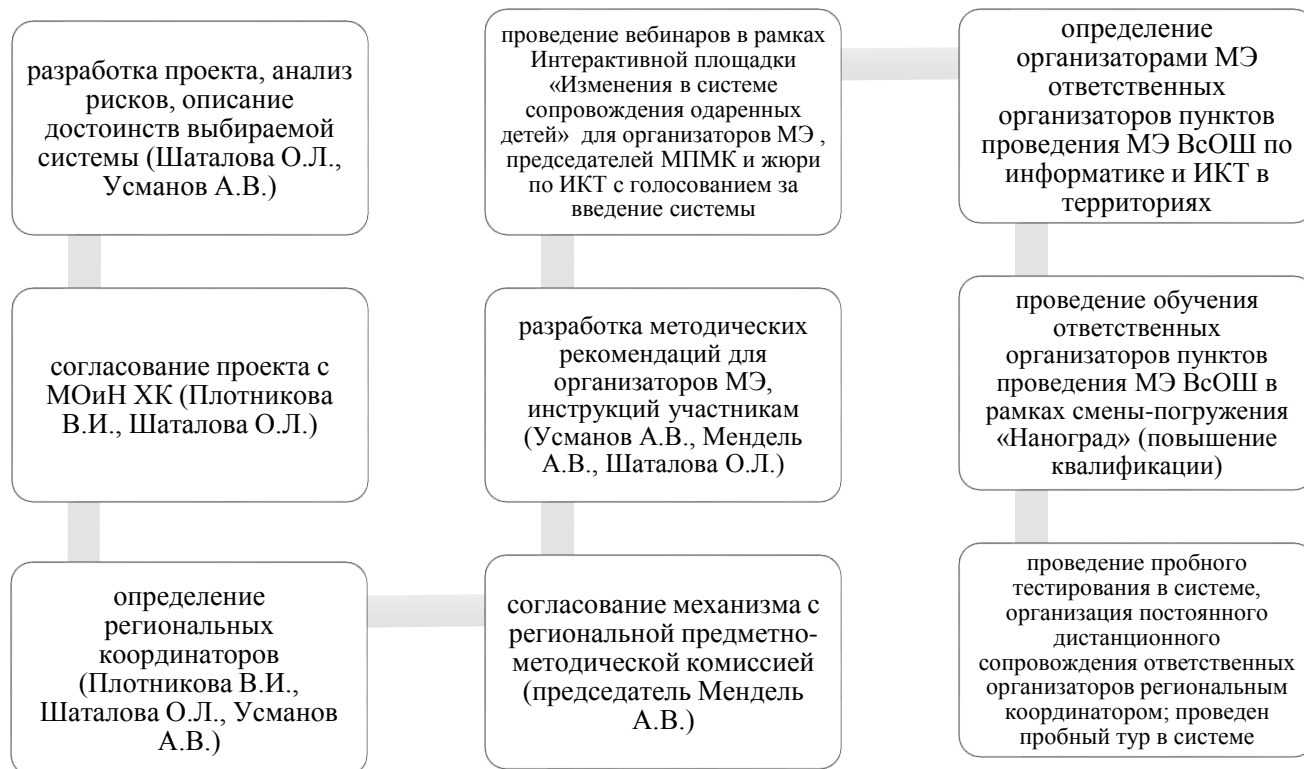 разработка проекта, анализ
рисков, описание
достоинств выбираемой
системы (Шаталова О.Л.,
Усманов А.В.)
согласование проекта с
МОиН ХК (Плотникова
В.И., Шаталова О.Л.)
определение
региональных
координаторов
(Плотникова В.И.,
Шаталова О.Л., Усманов
А.В.)
согласование механизма с
региональной предметно-
методической комиссией
(председатель Мендель
А.В.)
разработка методических
рекомендаций для
организаторов МЭ,
инструкций участникам
(Усманов А.В., Мендель
А.В., Шаталова О.Л.)
проведение вебинаров в рамках
Интерактивной площадки
«Изменения в системе
сопровождения одаренных
детей» для организаторов МЭ ,
председателей МПМК и жюри
по ИКТ с голосованием за
введение системы
определение
организаторами МЭ
ответственных
организаторов пунктов
проведения МЭ ВсОШ по
информатике и ИКТ в
территориях
проведение обучения
ответственных
организаторов пунктов
проведения МЭ ВсОШ в
рамках смены-погружения
«Наноград» (повышение
квалификации)
проведение пробного
тестирования в системе,
организация постоянного
дистанционного
сопровождения ответственных
организаторов региональным
координатором; проведен
пробный тур в системе